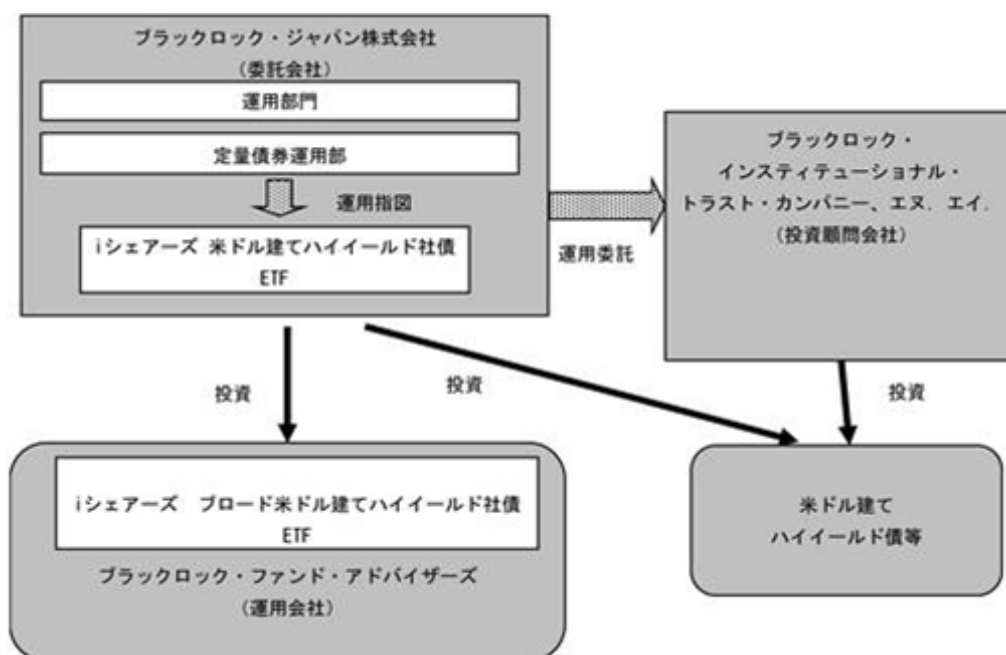 ブラックロック・ジャパン株式会社
(委託会社)
運用部門
定量債券運用部
運用指図
iシェアーズ 米ドル建てハイイールド社債
ETF
運用委託
ブラックロック・
インスティテューショナル・
トラスト・カンパニー、エヌ．エイ．
(投資顧問会社)
投資
投資
投資
iシェアーズ　ブロード米ドル建てハイイールド社債
ETF
ブラックロック・ファンド・アドバイザーズ
(運用会社)
米ドル建て
ハイイールド債等